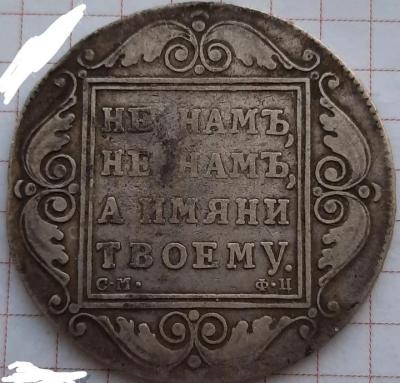 НЕ НАМЪ,
НЕ НАМЪ,
А ИМЯНИ
ТВОЕМУ.
С·М· Ф·Ц